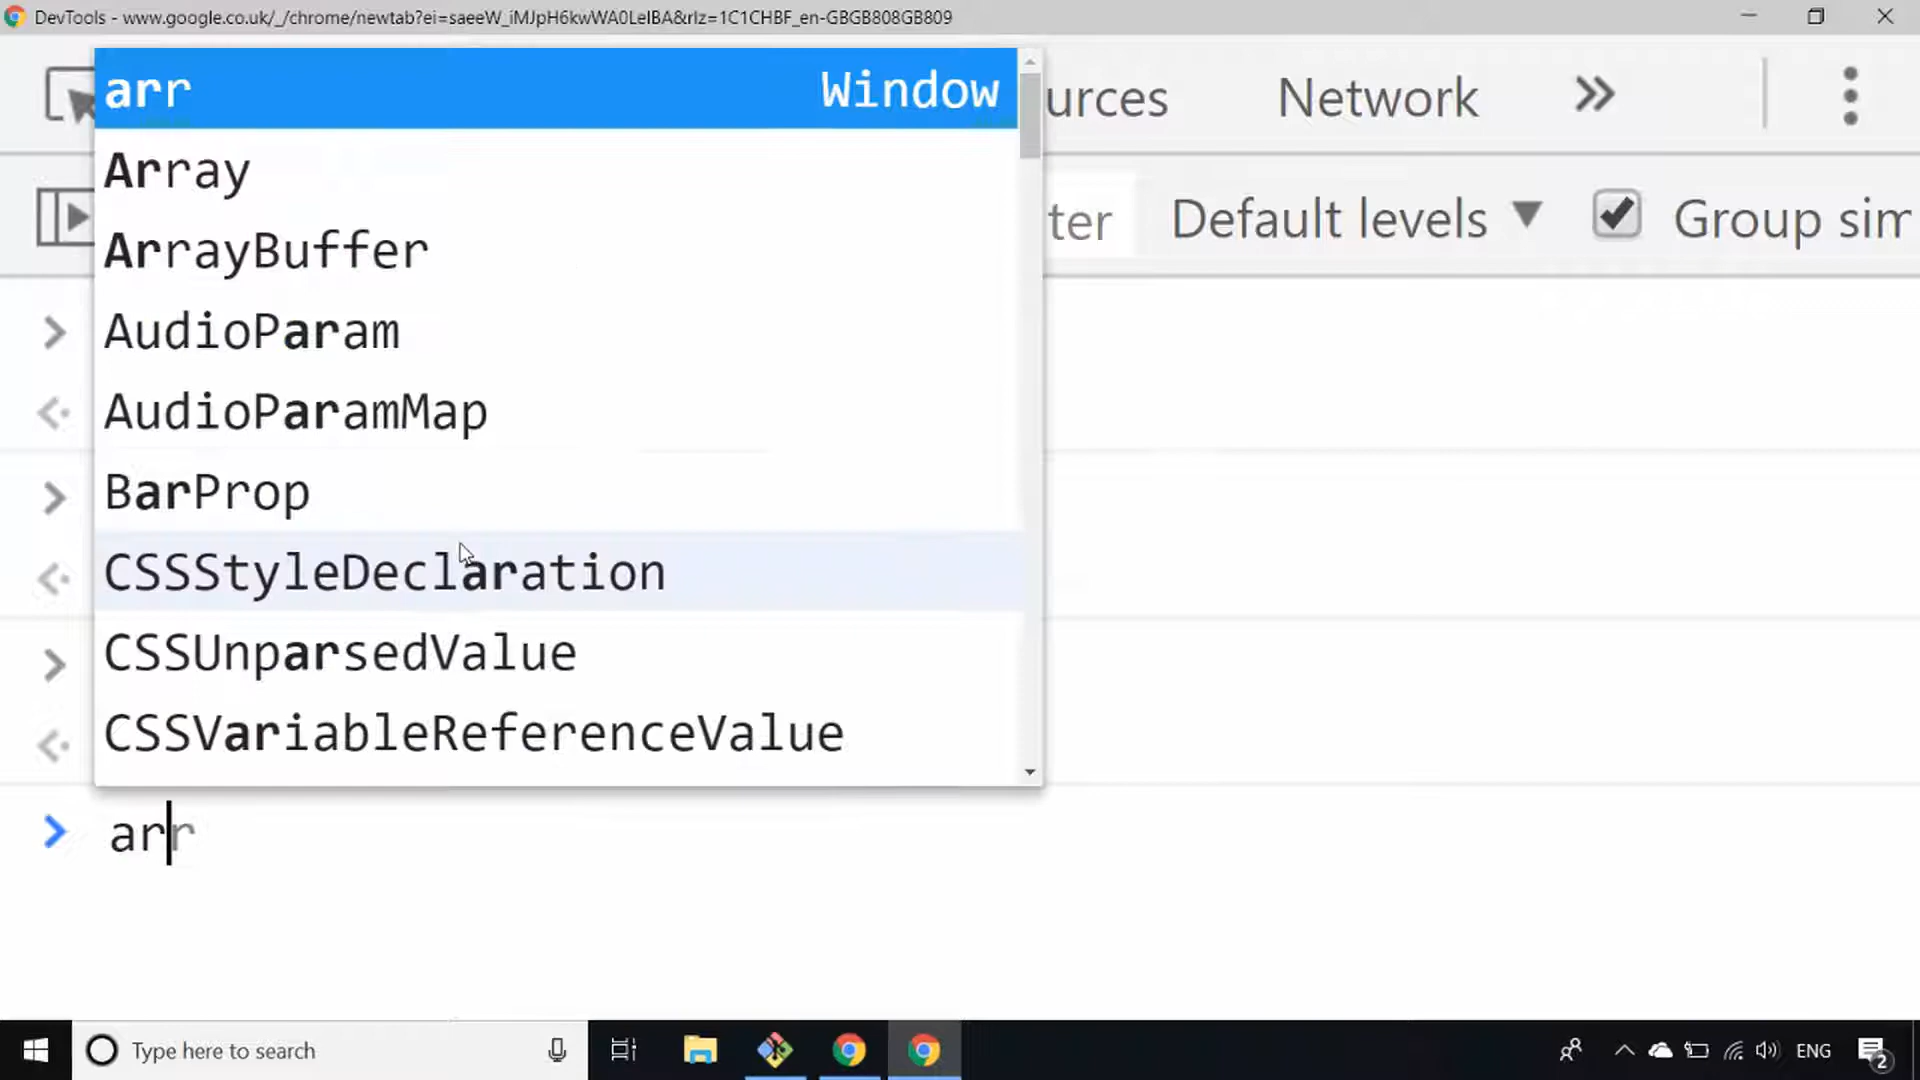 DevTools - www.google.co.uk/_/chrome/newtab?ei=saeeW_iMJpH6kwWA0LeIBA&rlz=1C1CHBF_en-GBGB808GB809
arr Window
Array
ArrayBuffer
AudioParam
AudioParamMap
BarProp
CSSStyleDeclaration
CSSUnparsedValue
CSSVariableReferenceValue
urces Network »
ter Default levels ▼ Group sim
arr
Type here to search
ENG
2